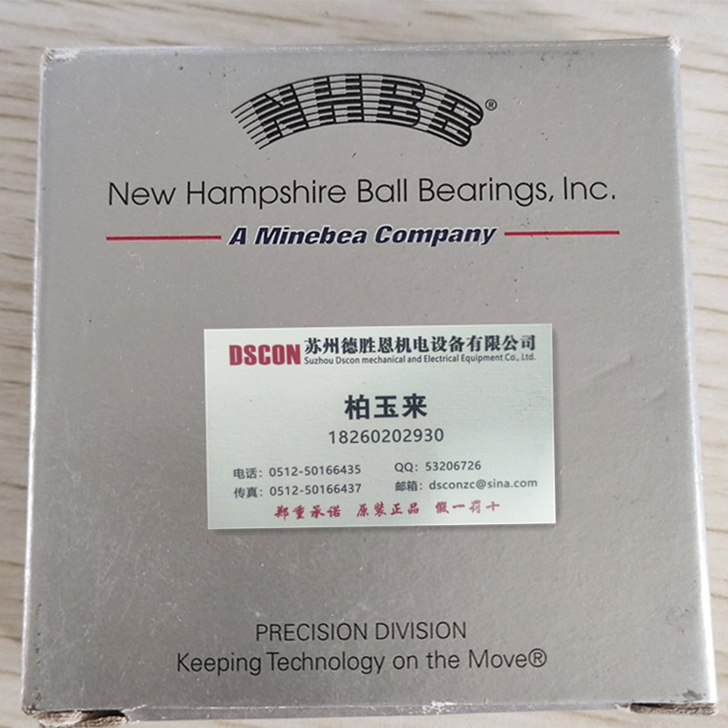 NHBB®
New Hampshire Ball Bearings, Inc.
A Minebea Company
DSCON 苏州德胜恩机电设备有限公司
Suzhou Dscon mechanical and Electrical Equipment Co., Ltd.
柏玉来
18260202930
电话：0512-50166435 QQ：53206726
传真：0512-50166437 邮箱：dsconzc@sina.com
郑重承诺 原装正品 假一罚十
PRECISION DIVISION
Keeping Technology on the Move®